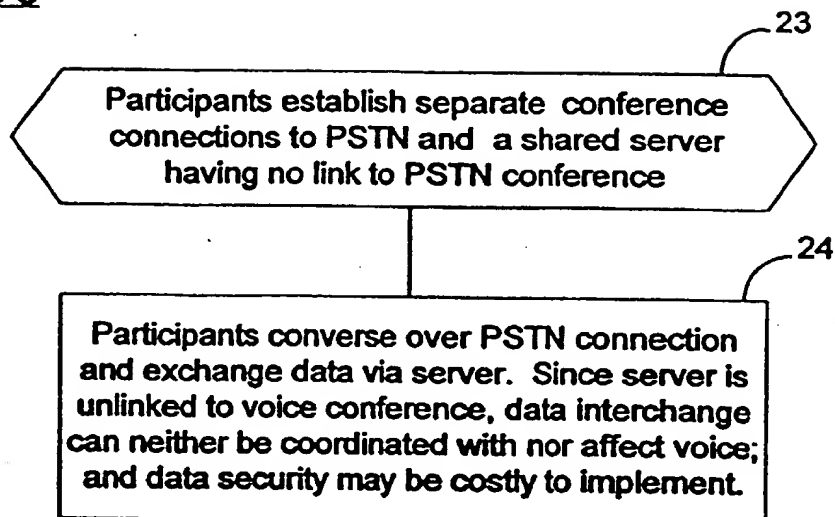 23
Participants establish separate conference
connections to PSTN and a shared server
having no link to PSTN conference
24
Participants converse over PSTN connection
and exchange data via server. Since server is
unlinked to voice conference, data interchange
can neither be coordinated with nor affect voice;
and data security may be costly to implement.